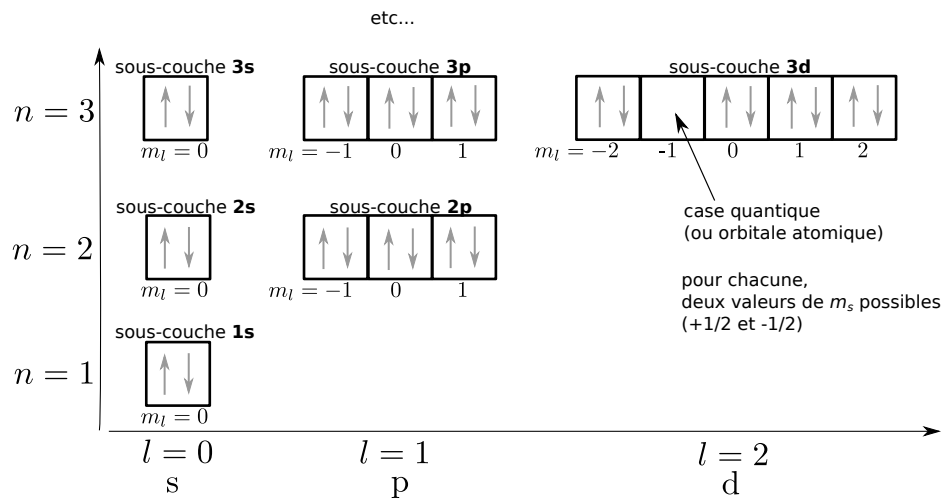 etc...
sous-couche 3s sous-couche 3p sous-couche 3d
n = 3
m_l = 0 m_l = −1 0 1 m_l = −2 -1 0 1 2
sous-couche 2s sous-couche 2p
n = 2
m_l = 0 m_l = −1 0 1
case quantique
(ou orbitale atomique)
pour chacune,
deux valeurs de m_s possibles
(+1/2 et -1/2)
sous-couche 1s
n = 1
m_l = 0
l = 0 l = 1 l = 2
s p d